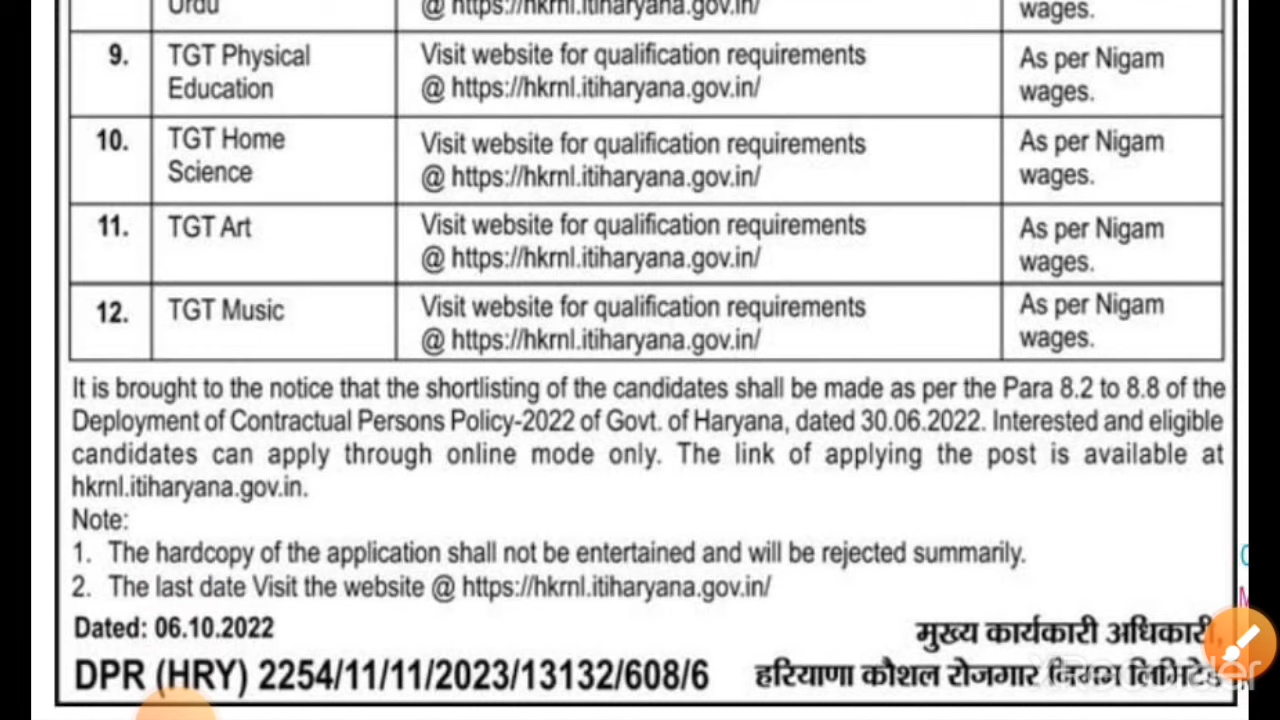 Urdu @ https://hkrnl.itiharyana.gov.in/ wages.
9. TGT Physical Education Visit website for qualification requirements @ https://hkrnl.itiharyana.gov.in/ As per Nigam wages.
10. TGT Home Science Visit website for qualification requirements @ https://hkrnl.itiharyana.gov.in/ As per Nigam wages.
11. TGT Art Visit website for qualification requirements @ https://hkrnl.itiharyana.gov.in/ As per Nigam wages.
12. TGT Music Visit website for qualification requirements @ https://hkrnl.itiharyana.gov.in/ As per Nigam wages.
It is brought to the notice that the shortlisting of the candidates shall be made as per the Para 8.2 to 8.8 of the
Deployment of Contractual Persons Policy-2022 of Govt. of Haryana, dated 30.06.2022. Interested and eligible
candidates can apply through online mode only. The link of applying the post is available at
hkrnl.itiharyana.gov.in.
Note:
1. The hardcopy of the application shall not be entertained and will be rejected summarily.
2. The last date Visit the website @ https://hkrnl.itiharyana.gov.in/
Dated: 06.10.2022 मुख्य कार्यकारी अधिकारी,
DPR (HRY) 2254/11/11/2023/13132/608/6 हरियाणा कौशल रोजगार निगम लिमिटेड